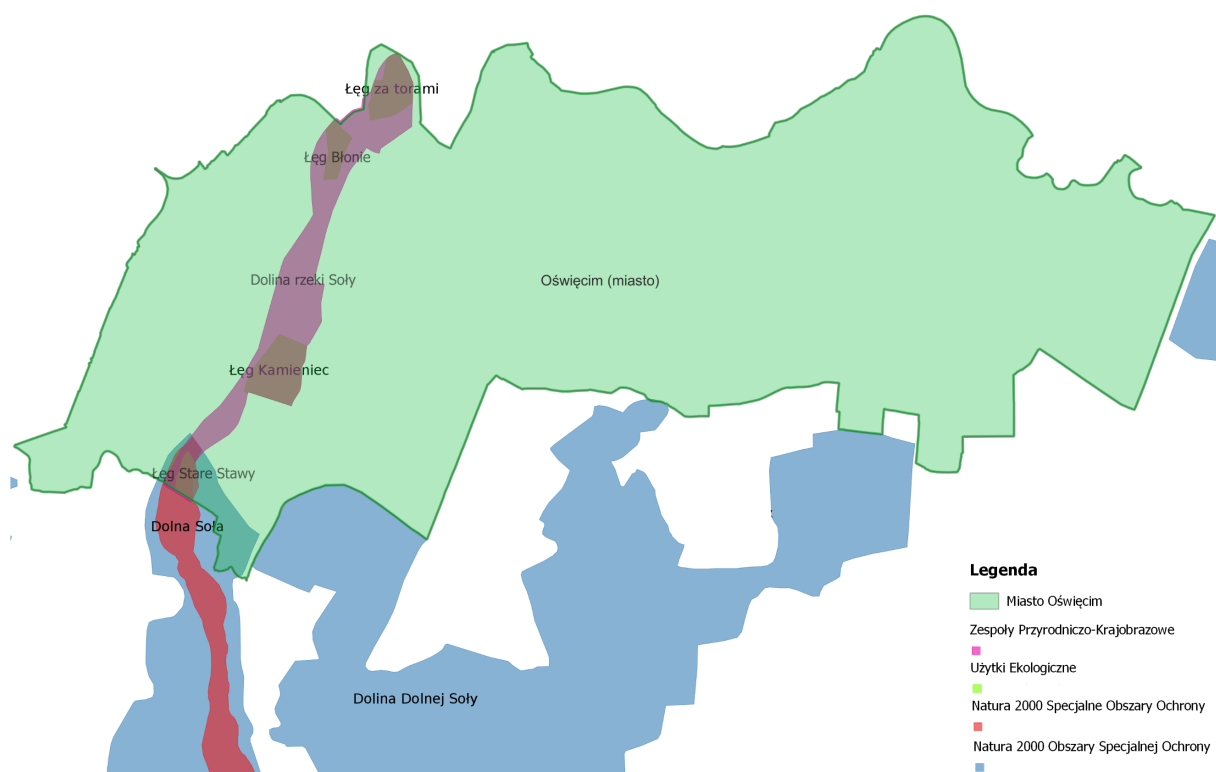 Łęg za torami
Łęg Błonie
Dolina rzeki Soły
Oświęcim (miasto)
Łęg Kamieniec
Łęg Stare Stawy
Dolna Soła
Dolina Dolnej Soły
Legenda
Miasto Oświęcim
Zespoły Przyrodniczo-Krajobrazowe
Użytki Ekologiczne
Natura 2000 Specjalne Obszary Ochrony
Natura 2000 Obszary Specjalnej Ochrony